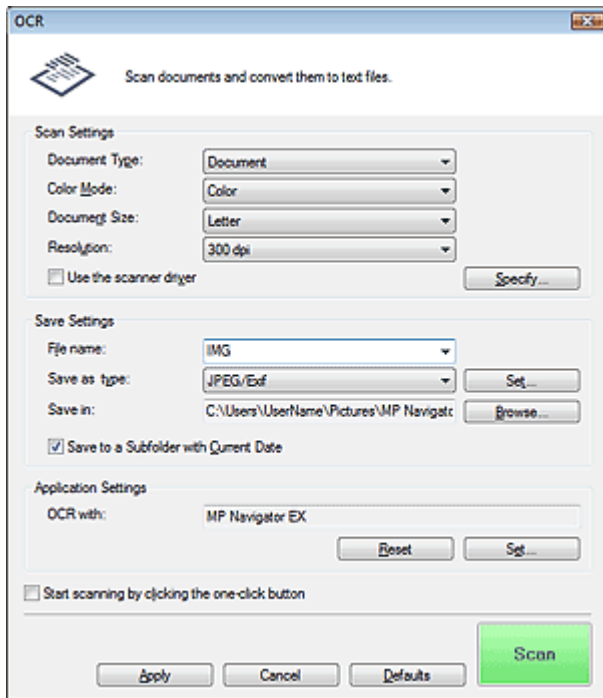 OCR
Scan documents and convert them to text files.
Scan Settings
Document Type: Document
Color Mode: Color
Document Size: Letter
Resolution: 300 dpi
Use the scanner driver Specify...
Save Settings
File name: IMG
Save as type: JPEG/Exif Set...
Save in: C:\Users\UserName\Pictures\MP Navigatc Browse...
Save to a Subfolder with Current Date
Application Settings
OCR with: MP Navigator EX
Reset Set...
Start scanning by clicking the one-click button
Scan
Apply Cancel Defaults